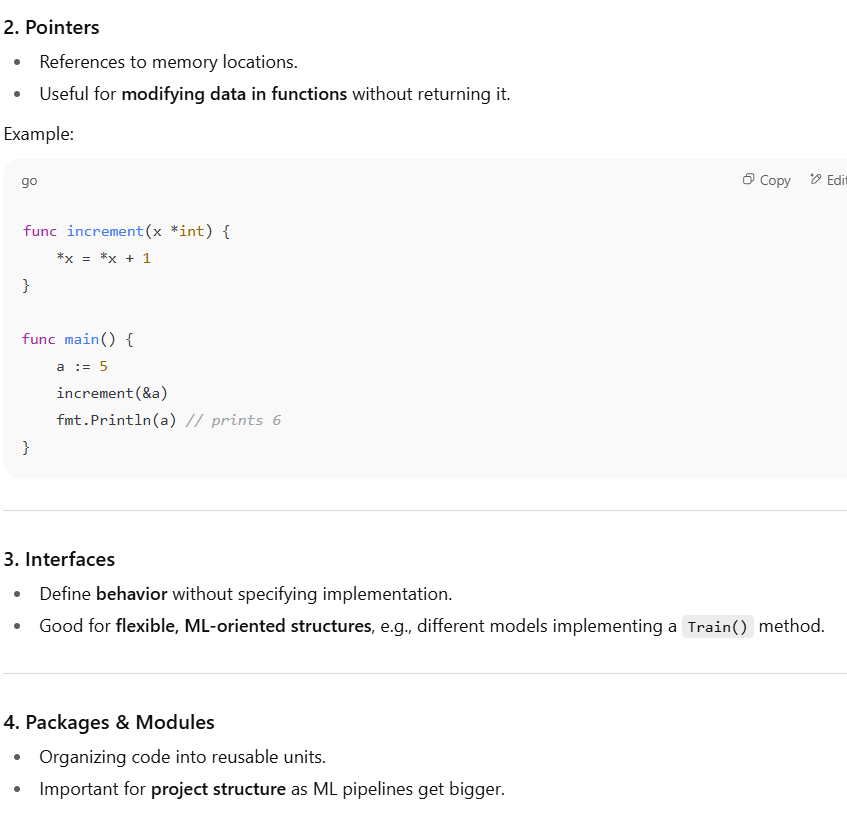 2. Pointers
• References to memory locations.
• Useful for modifying data in functions without returning it.
Example:
go
Copy
Edit
func increment(x *int) {
    *x = *x + 1
}
func main() {
    a := 5
    increment(&a)
    fmt.Println(a) // prints 6
}
3. Interfaces
• Define behavior without specifying implementation.
• Good for flexible, ML-oriented structures, e.g., different models implementing a Train() method.
4. Packages & Modules
• Organizing code into reusable units.
• Important for project structure as ML pipelines get bigger.